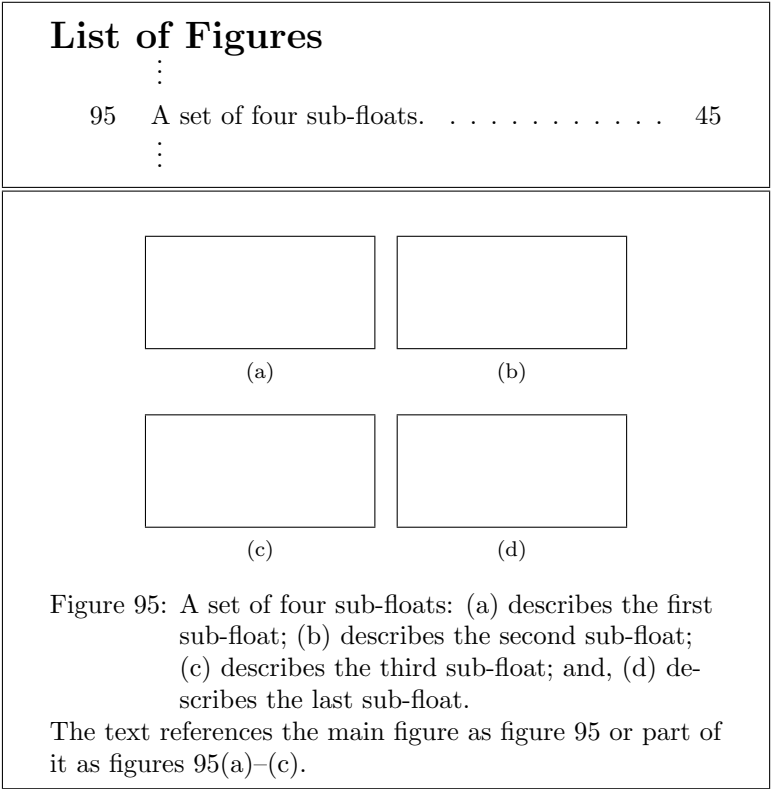 List of Figures
⋮
95 A set of four sub-floats. . . . . . . . . . . . 45
⋮
(a) (b)
(c) (d)
Figure 95: A set of four sub-floats: (a) describes the first
sub-float; (b) describes the second sub-float;
(c) describes the third sub-float; and, (d) de-
scribes the last sub-float.
The text references the main figure as figure 95 or part of
it as figures 95(a)–(c).